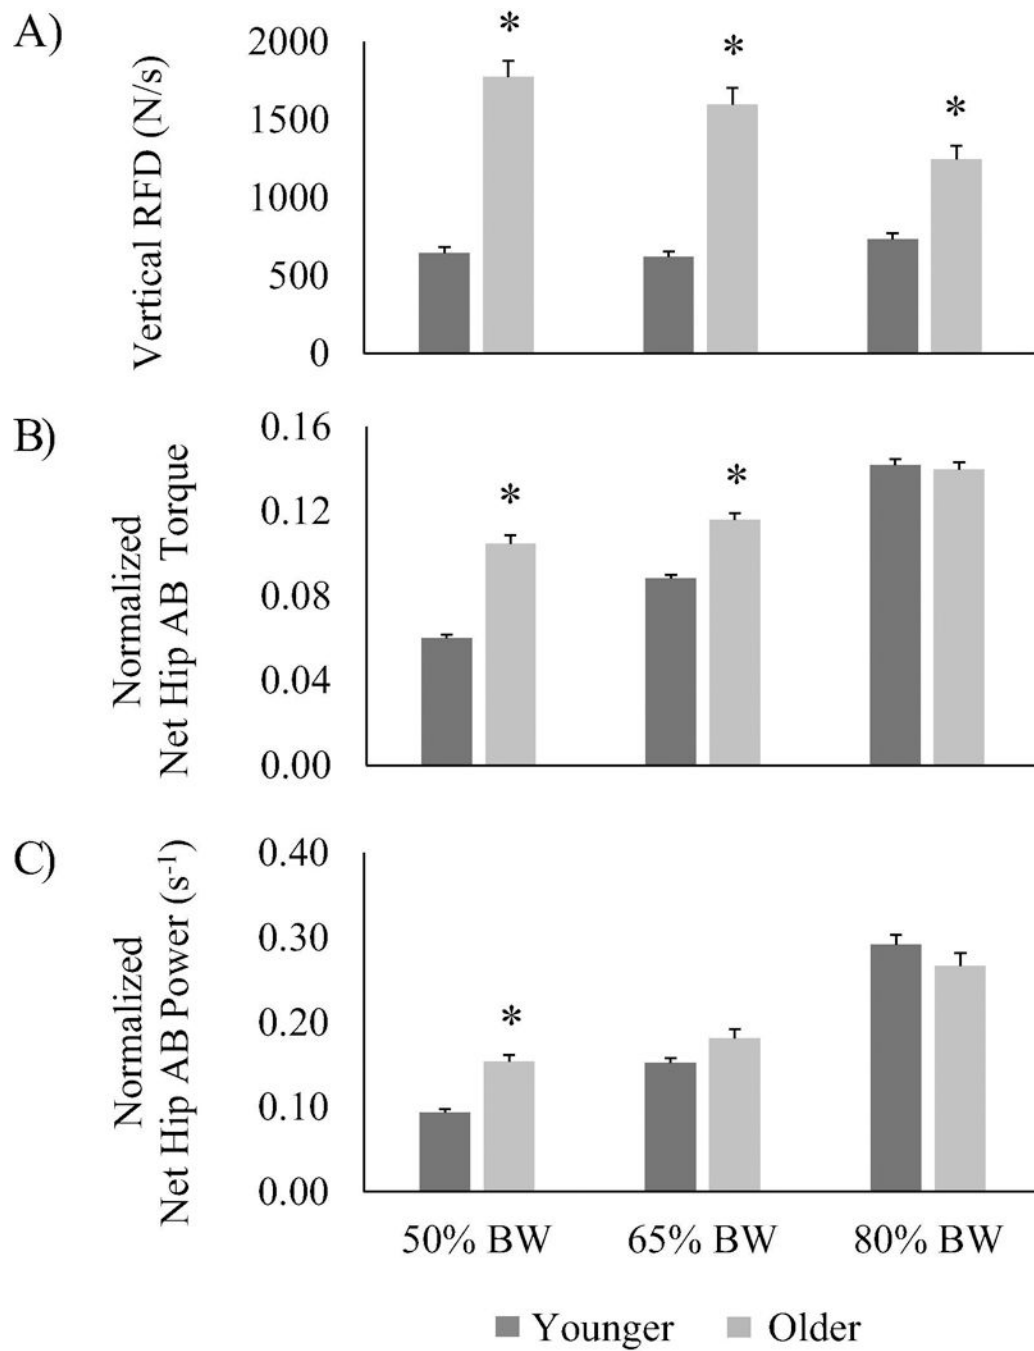 A)
Vertical RFD (N/s)
2000
1500
1000
500
0
*
*
*
B)
Normalized
Net Hip AB Torque
0.16
0.12
0.08
0.04
0.00
*
*
C)
Normalized
Net Hip AB Power (s⁻¹)
0.40
0.30
0.20
0.10
0.00
*
50% BW 65% BW 80% BW
Younger Older